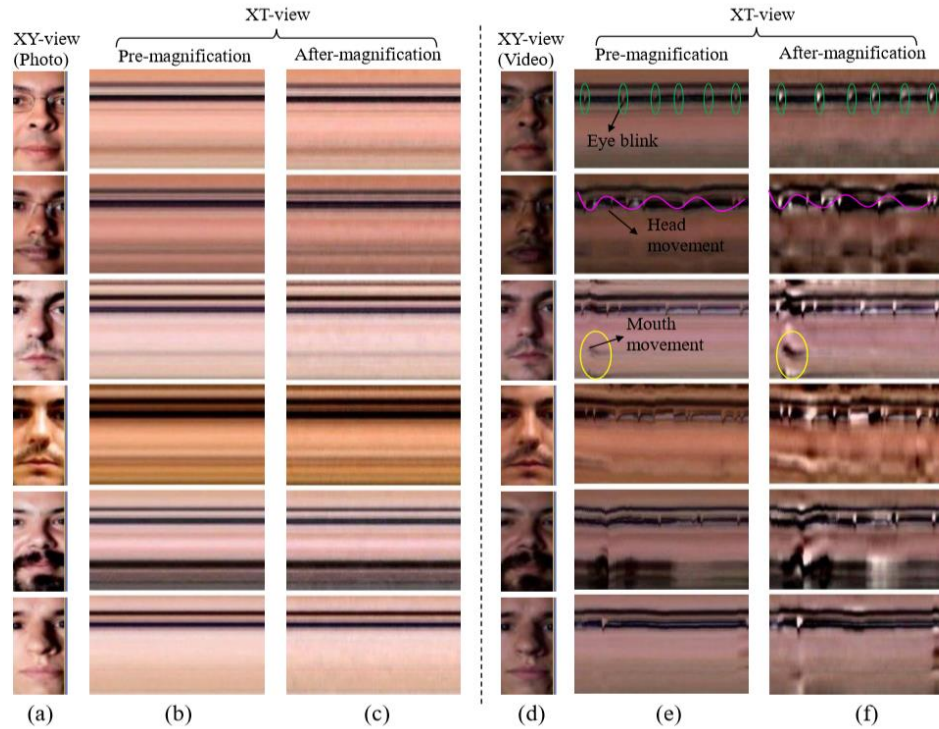 XT-view
XT-view
XY-view
(Photo)
Pre-magnification
After-magnification
XY-view
(Video)
Pre-magnification
After-magnification
Eye blink
Head
movement
Mouth
movement
(a)
(b)
(c)
(d)
(e)
(f)